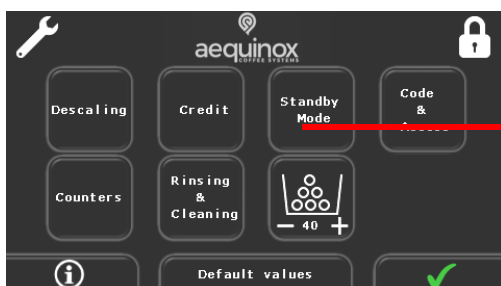 aequinox
COFFEE SYSTEMS
Descaling
Credit
Standby
Mode
Code
&
Counters
Rinsing
&
Cleaning
− 40 +
Default values